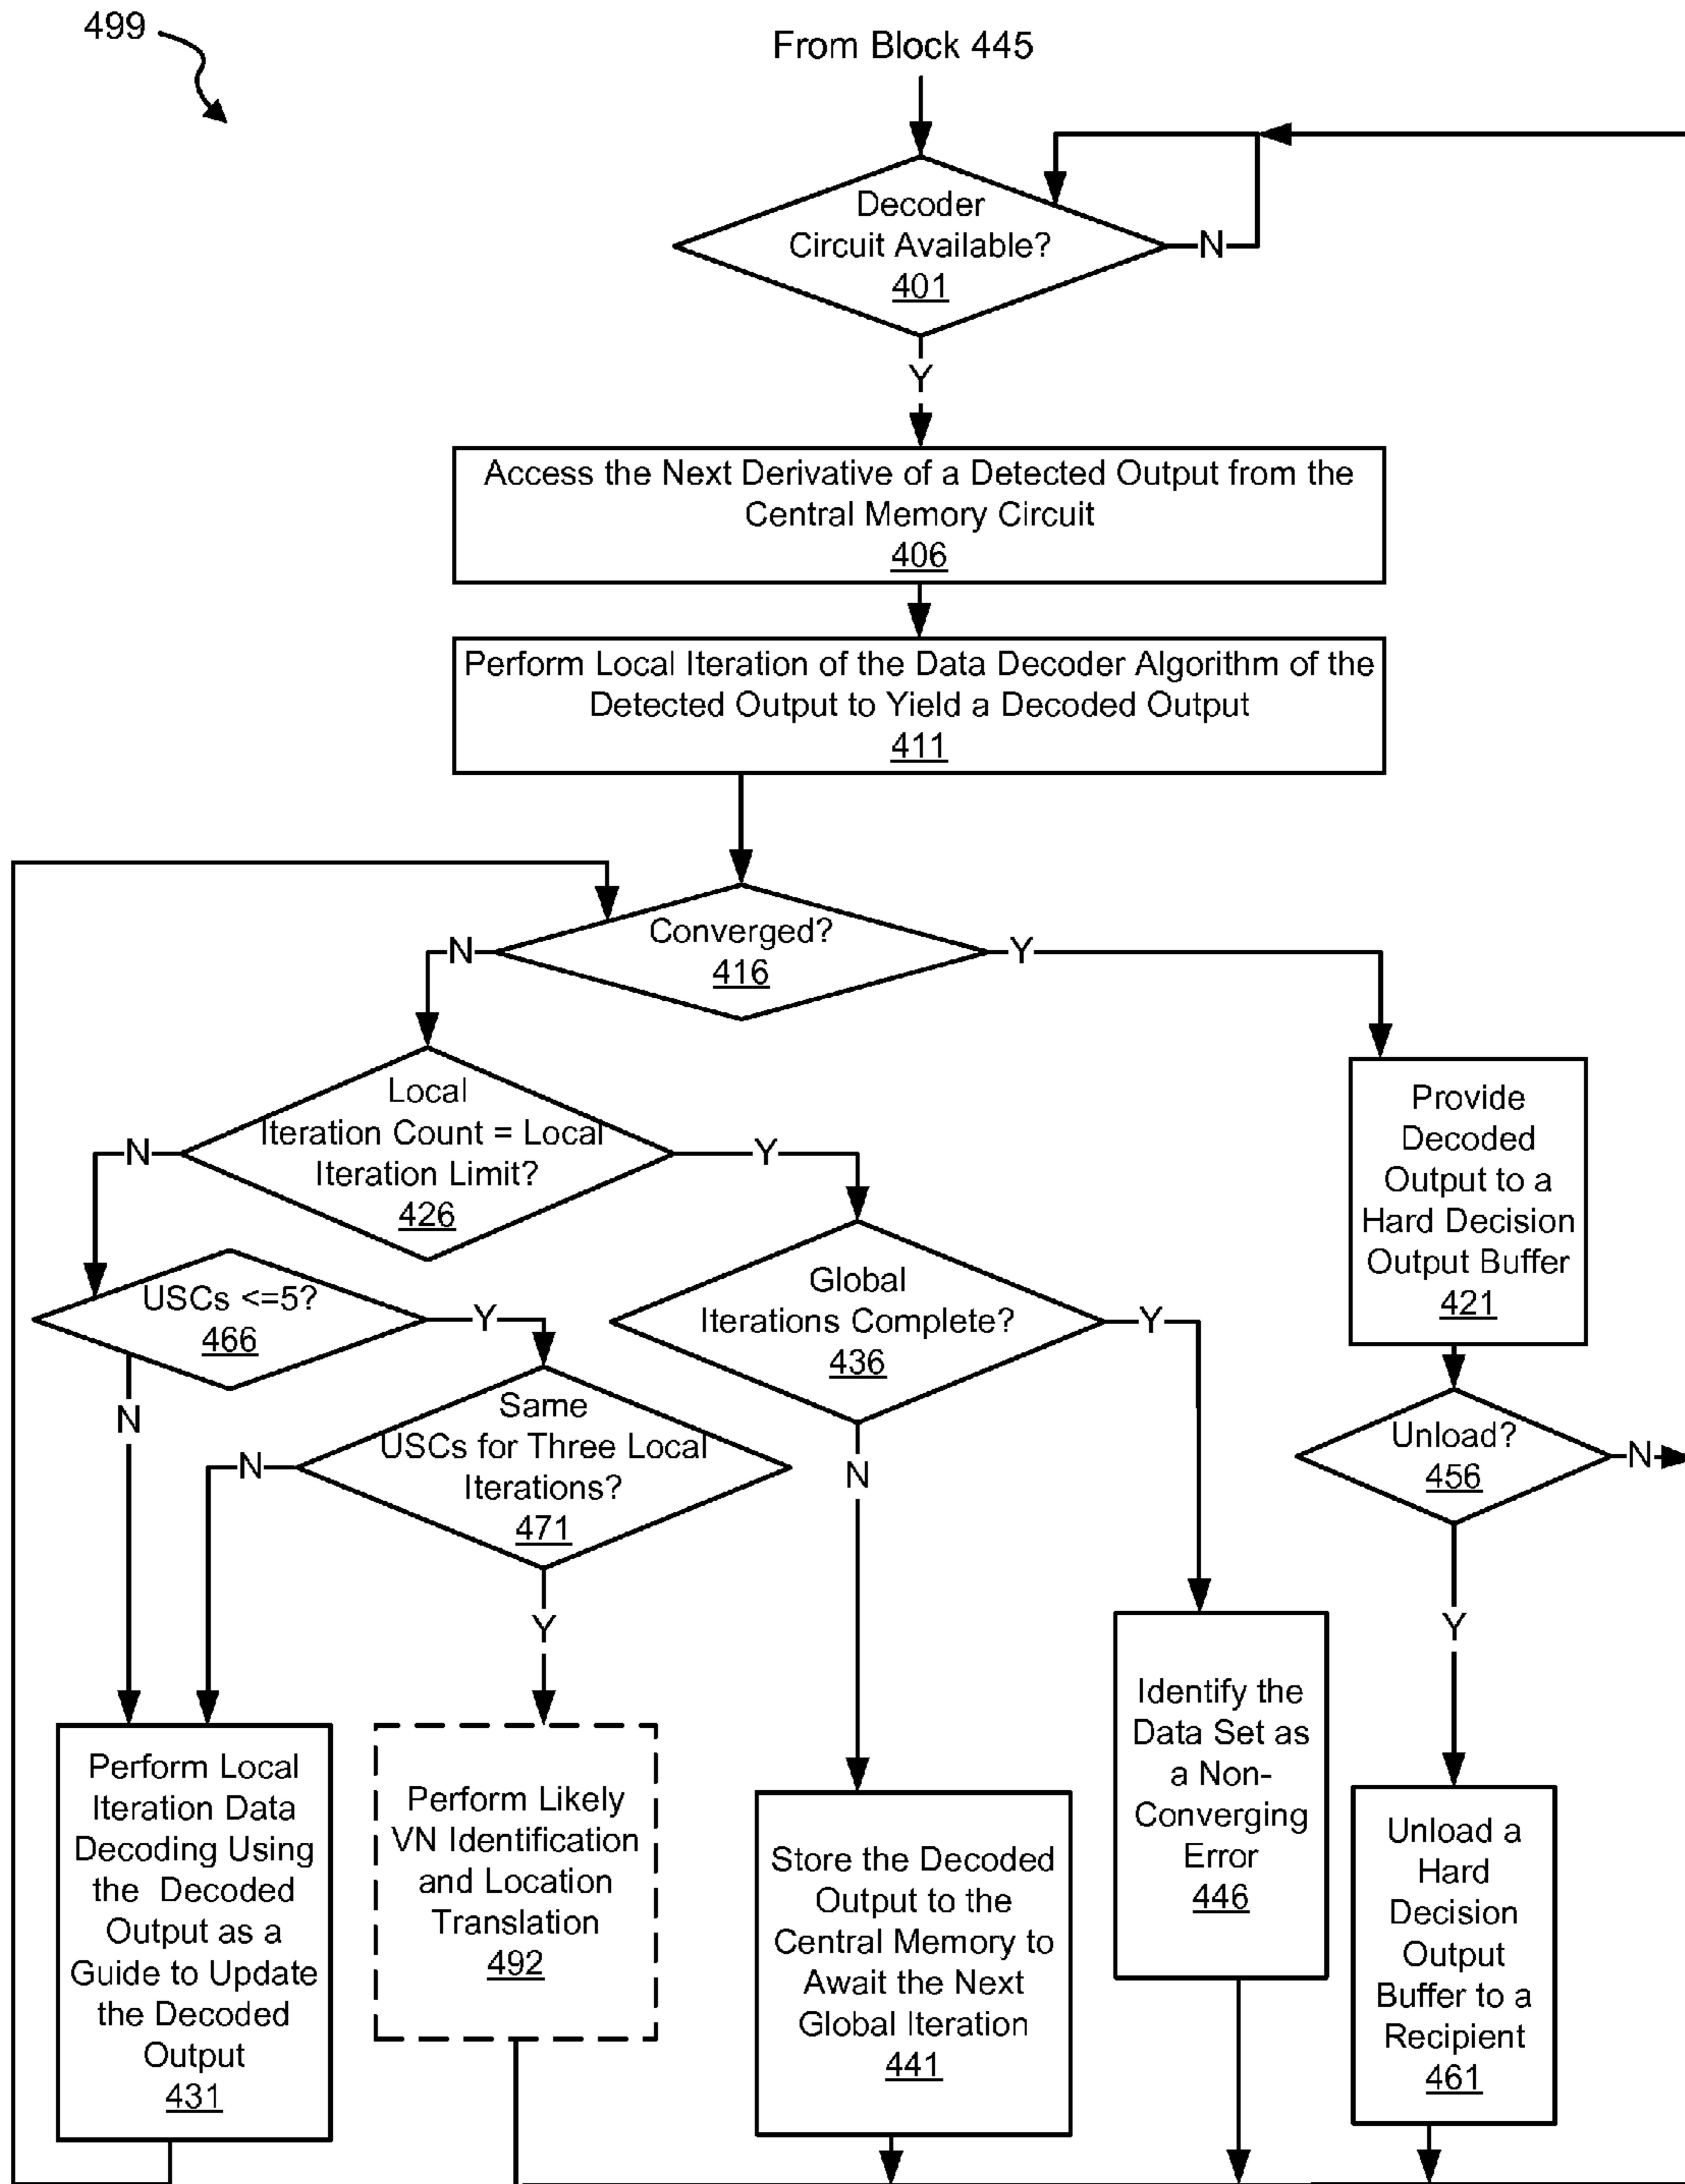 499
From Block 445
Decoder
Circuit Available?
401
N
Y
Access the Next Derivative of a Detected Output from the
Central Memory Circuit
406
Perform Local Iteration of the Data Decoder Algorithm of the
Detected Output to Yield a Decoded Output
411
Converged?
416
N
Y
Local
Iteration Count = Local
Iteration Limit?
426
N
Y
Provide
Decoded
Output to a
Hard Decision
Output Buffer
421
USCs <=5?
466
Y
N
Global
Iterations Complete?
436
Y
N
Same
USCs for Three Local
Iterations?
471
N
Y
Unload?
456
N
Y
Perform Local
Iteration Data
Decoding Using
the Decoded
Output as a
Guide to Update
the Decoded
Output
431
Perform Likely
VN Identification
and Location
Translation
492
Store the Decoded
Output to the
Central Memory to
Await the Next
Global Iteration
441
Identify the
Data Set as
a Non-
Converging
Error
446
Unload a
Hard
Decision
Output
Buffer to a
Recipient
461